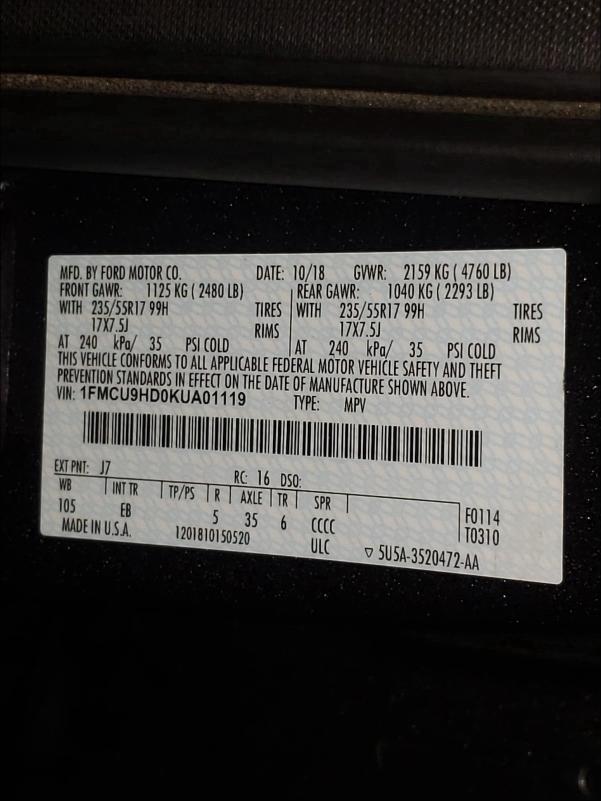 MFD. BY FORD MOTOR CO. DATE: 10/18 GVWR: 2159 KG ( 4760 LB)
FRONT GAWR: 1125 KG ( 2480 LB) REAR GAWR: 1040 KG ( 2293 LB)
WITH 235/55R17 99H TIRES WITH 235/55R17 99H TIRES
17X7.5J RIMS 17X7.5J RIMS
AT 240 kPa/ 35 PSI COLD AT 240 kPa/ 35 PSI COLD
THIS VEHICLE CONFORMS TO ALL APPLICABLE FEDERAL MOTOR VEHICLE SAFETY AND THEFT
PREVENTION STANDARDS IN EFFECT ON THE DATE OF MANUFACTURE SHOWN ABOVE.
VIN: 1FMCU9HD0KUA01119 TYPE: MPV
EXT PNT: J7 RC: 16 DSO:
WB INT TR TP/PS R AXLE TR SPR F0114
105 EB 5 35 6 CCCC T0310
MADE IN U.S.A. 1201810150520 ULC ▽ 5U5A-3520472-AA